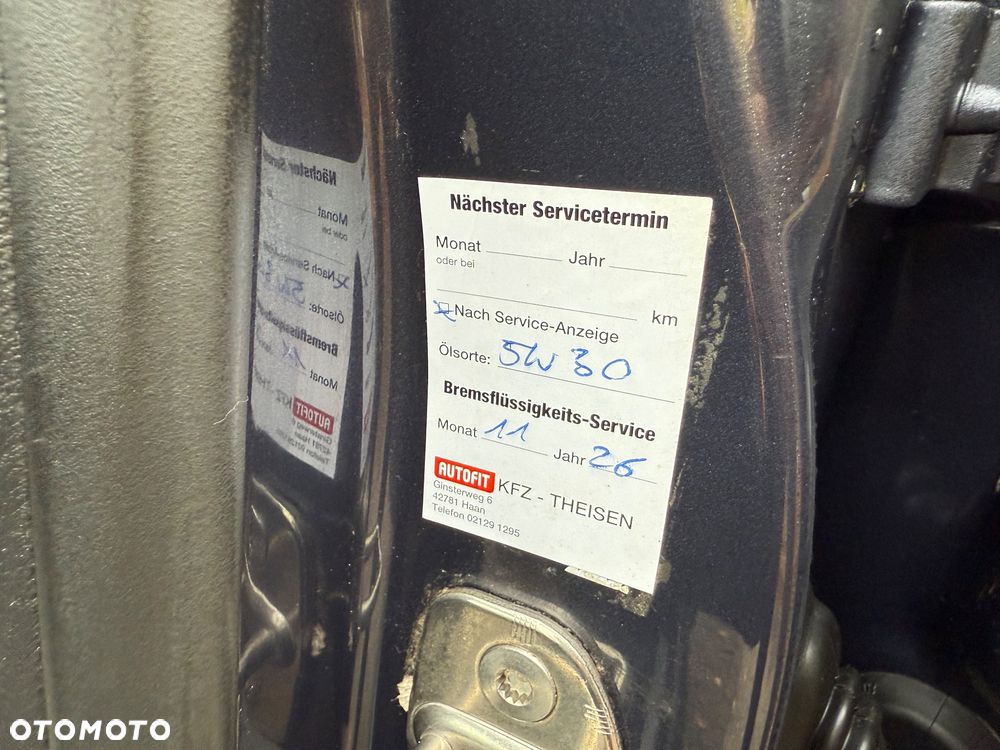 Nächster Servicetermin
Monat Jahr
oder bei
km
Nach Service-Anzeige
Ölsorte: 5W30
Bremsflüssigkeits-Service
Monat 11 Jahr 26
AUTOFIT KFZ - THEISEN
Ginsterweg 6
42781 Haan
Telefon 02129 1295
OTOMOTO